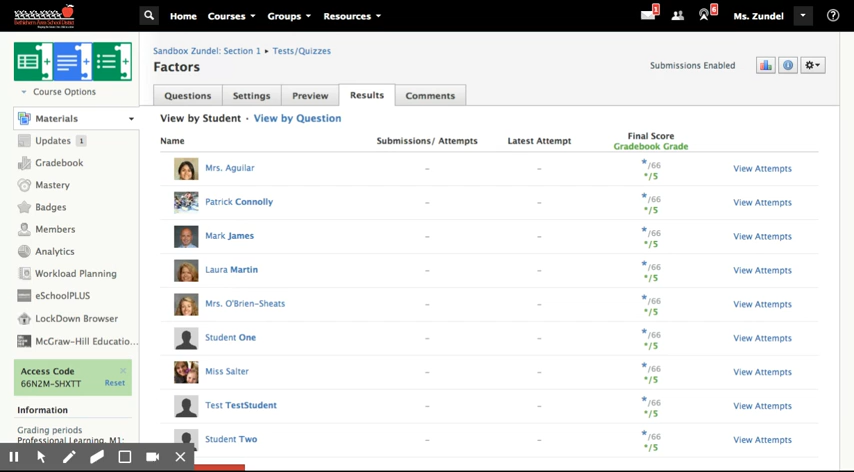 Bethlehem Area School District
Home Courses Groups Resources 1 6 Ms. Zundel
Sandbox Zundel: Section 1 ▸ Tests/Quizzes
Factors
Submissions Enabled
Course Options
Questions Settings Preview Results Comments
Materials
Updates 1
Gradebook
Mastery
Badges
Members
Analytics
Workload Planning
eSchoolPLUS
LockDown Browser
McGraw-Hill Educatio...
Access Code
66N2M-SHXTT Reset
Information
Grading periods
Professional Learning, M1:
View by Student · View by Question
Name Submissions/ Attempts Latest Attempt Final Score
Gradebook Grade
Mrs. Aguilar – – */66 View Attempts
*/5
Patrick Connolly – – */66 View Attempts
*/5
Mark James – – */66 View Attempts
*/5
Laura Martin – – */66 View Attempts
*/5
Mrs. O'Brien-Sheats – – */66 View Attempts
*/5
Student One – – */66 View Attempts
*/5
Miss Salter – – */66 View Attempts
*/5
Test TestStudent – – */66 View Attempts
*/5
Student Two – – */66 View Attempts
*/5